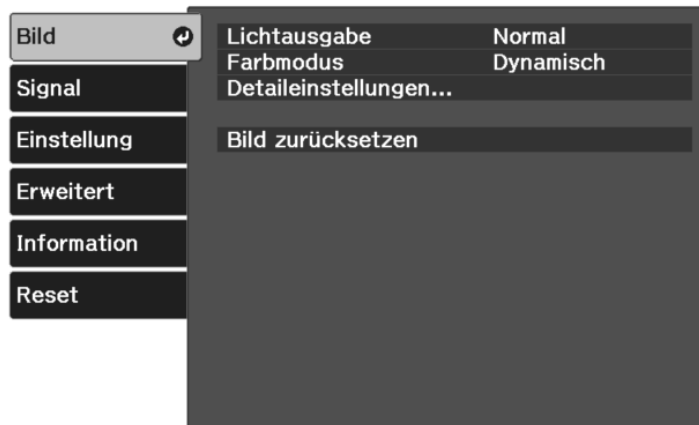 Bild
Signal
Einstellung
Erweitert
Information
Reset
Lichtausgabe Normal
Farbmodus Dynamisch
Detaileinstellungen...
Bild zurücksetzen